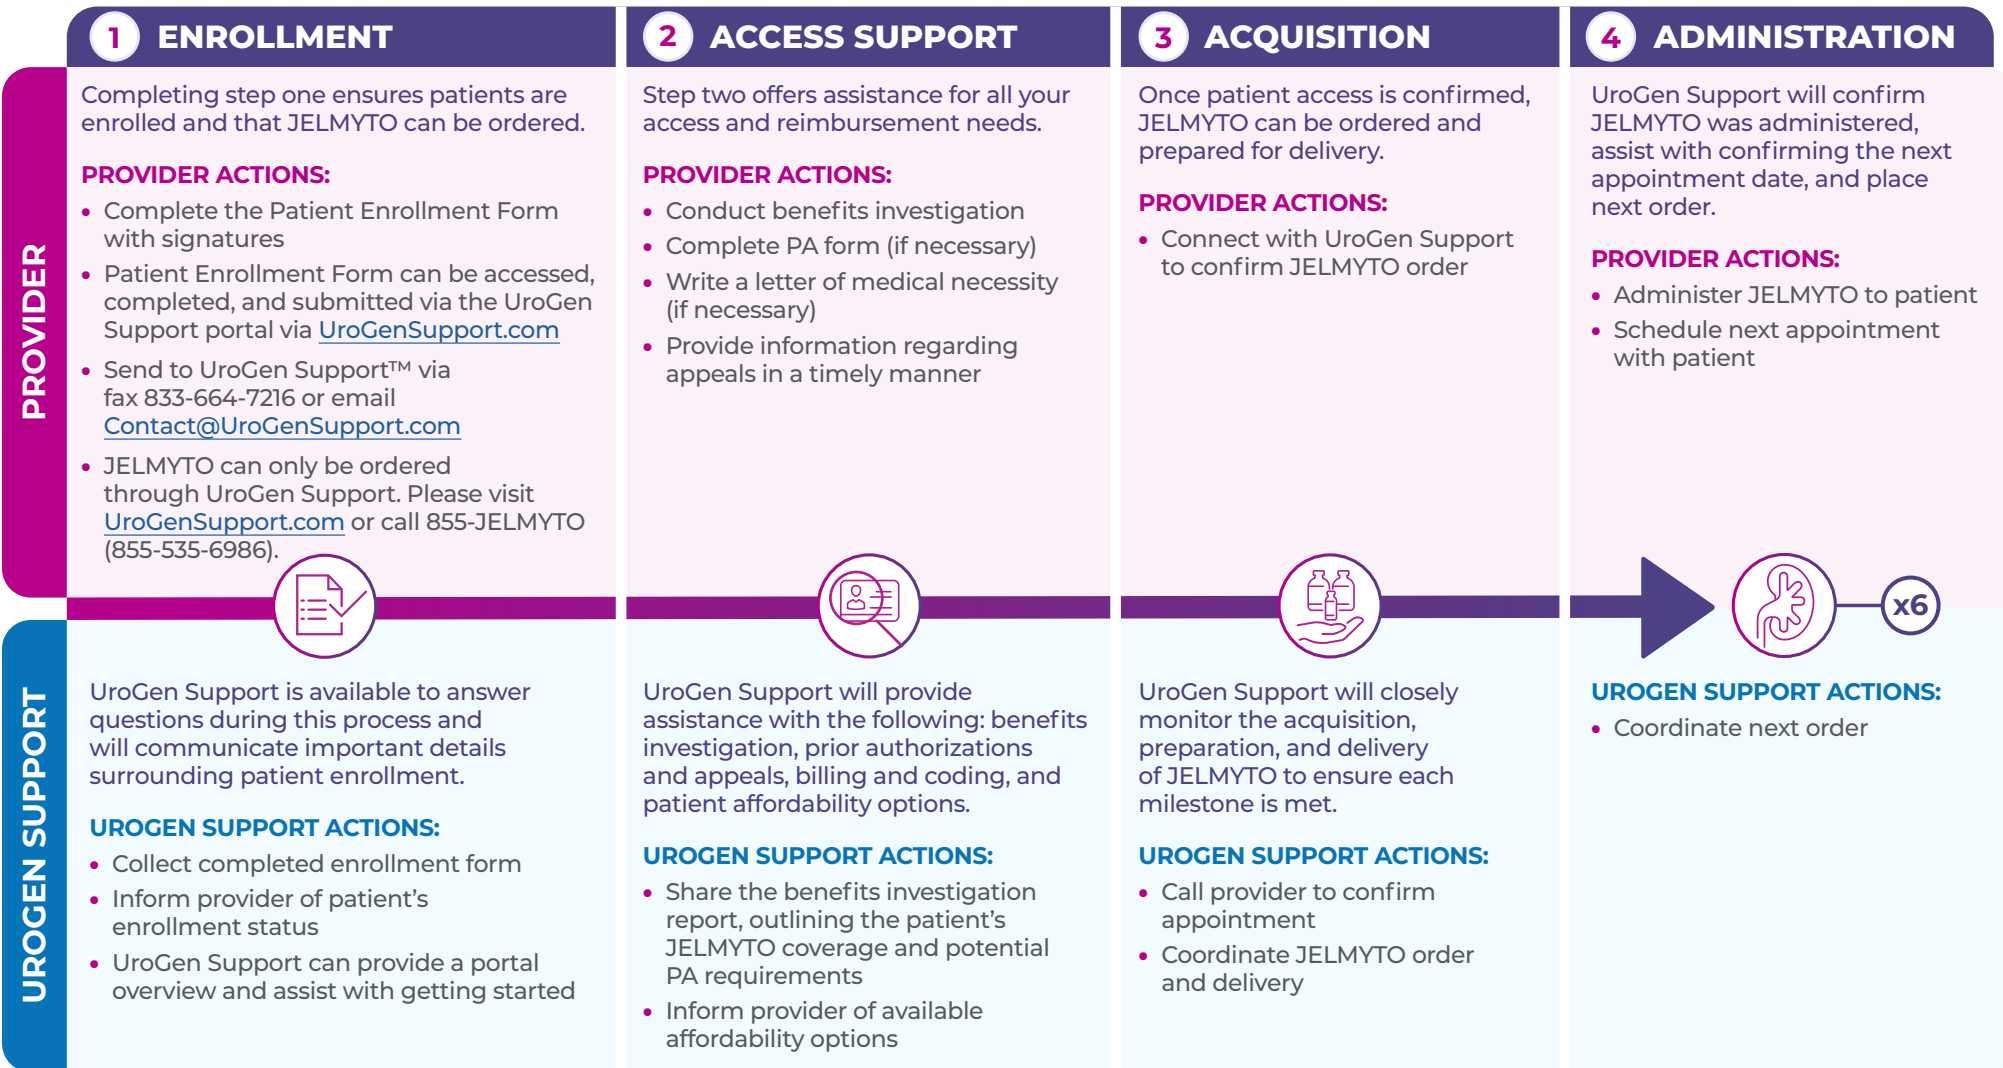 1 ENROLLMENT
2 ACCESS SUPPORT
3 ACQUISITION
4 ADMINISTRATION
PROVIDER
Completing step one ensures patients are
enrolled and that JELMYTO can be ordered.
PROVIDER ACTIONS:
• Complete the Patient Enrollment Form
with signatures
• Patient Enrollment Form can be accessed,
completed, and submitted via the UroGen
Support portal via UroGenSupport.com
• Send to UroGen Support™ via
fax 833-664-7216 or email
Contact@UroGenSupport.com
• JELMYTO can only be ordered
through UroGen Support. Please visit
UroGenSupport.com or call 855-JELMYTO
(855-535-6986).
Step two offers assistance for all your
access and reimbursement needs.
PROVIDER ACTIONS:
• Conduct benefits investigation
• Complete PA form (if necessary)
• Write a letter of medical necessity
(if necessary)
• Provide information regarding
appeals in a timely manner
Once patient access is confirmed,
JELMYTO can be ordered and
prepared for delivery.
PROVIDER ACTIONS:
• Connect with UroGen Support
to confirm JELMYTO order
UroGen Support will confirm
JELMYTO was administered,
assist with confirming the next
appointment date, and place
next order.
PROVIDER ACTIONS:
• Administer JELMYTO to patient
• Schedule next appointment
with patient
x6
UROGEN SUPPORT
UroGen Support is available to answer
questions during this process and
will communicate important details
surrounding patient enrollment.
UROGEN SUPPORT ACTIONS:
• Collect completed enrollment form
• Inform provider of patient’s
enrollment status
• UroGen Support can provide a portal
overview and assist with getting started
UroGen Support will provide
assistance with the following: benefits
investigation, prior authorizations
and appeals, billing and coding, and
patient affordability options.
UROGEN SUPPORT ACTIONS:
• Share the benefits investigation
report, outlining the patient’s
JELMYTO coverage and potential
PA requirements
• Inform provider of available
affordability options
UroGen Support will closely
monitor the acquisition,
preparation, and delivery
of JELMYTO to ensure each
milestone is met.
UROGEN SUPPORT ACTIONS:
• Call provider to confirm
appointment
• Coordinate JELMYTO order
and delivery
UROGEN SUPPORT ACTIONS:
• Coordinate next order